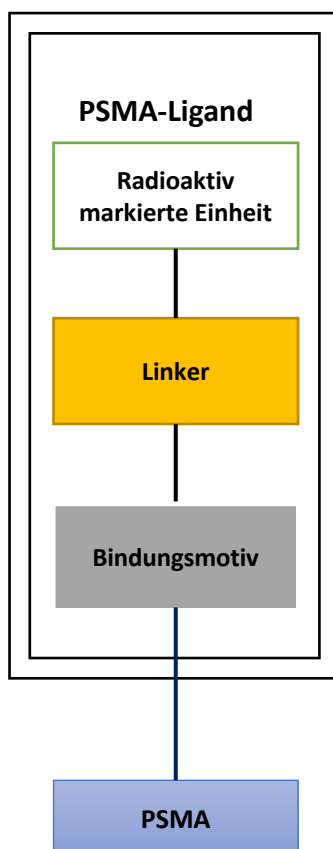 PSMA-Ligand
Radioaktiv
markierte Einheit
Linker
Bindungsmotiv
PSMA